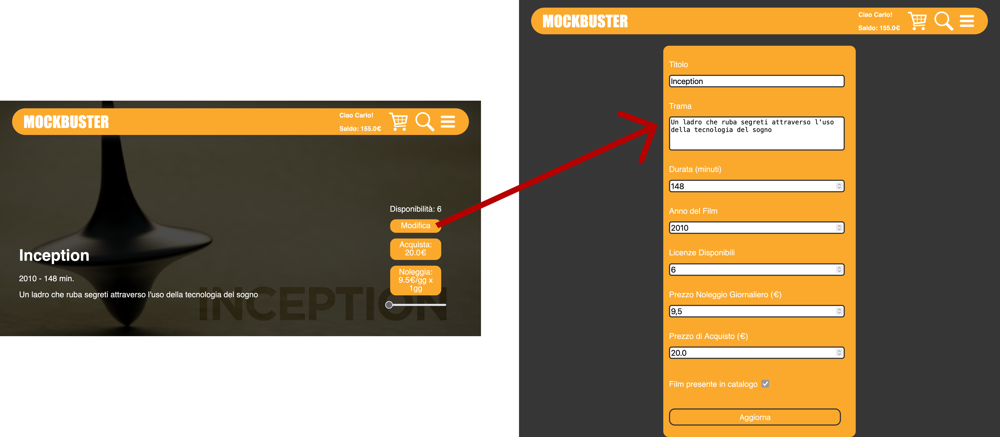 MOCKBUSTER
Ciao Carlo!
Saldo: 155.0€
Disponibilità: 6
Modifica
Acquista:
20.0€
Noleggia:
9.5€/gg x
1gg
Inception
2010 - 148 min.
Un ladro che ruba segreti attraverso l'uso della tecnologia del sogno
INCEPTION
MOCKBUSTER
Ciao Carlo!
Saldo: 155.0€
Titolo
Inception
Trama
Un ladro che ruba segreti attraverso l'uso
della tecnologia del sogno
Durata (minuti)
148
Anno del Film
2010
Licenze Disponibili
6
Prezzo Noleggio Giornaliero (€)
9,5
Prezzo di Acquisto (€)
20.0
Film presente in catalogo
Aggiorna